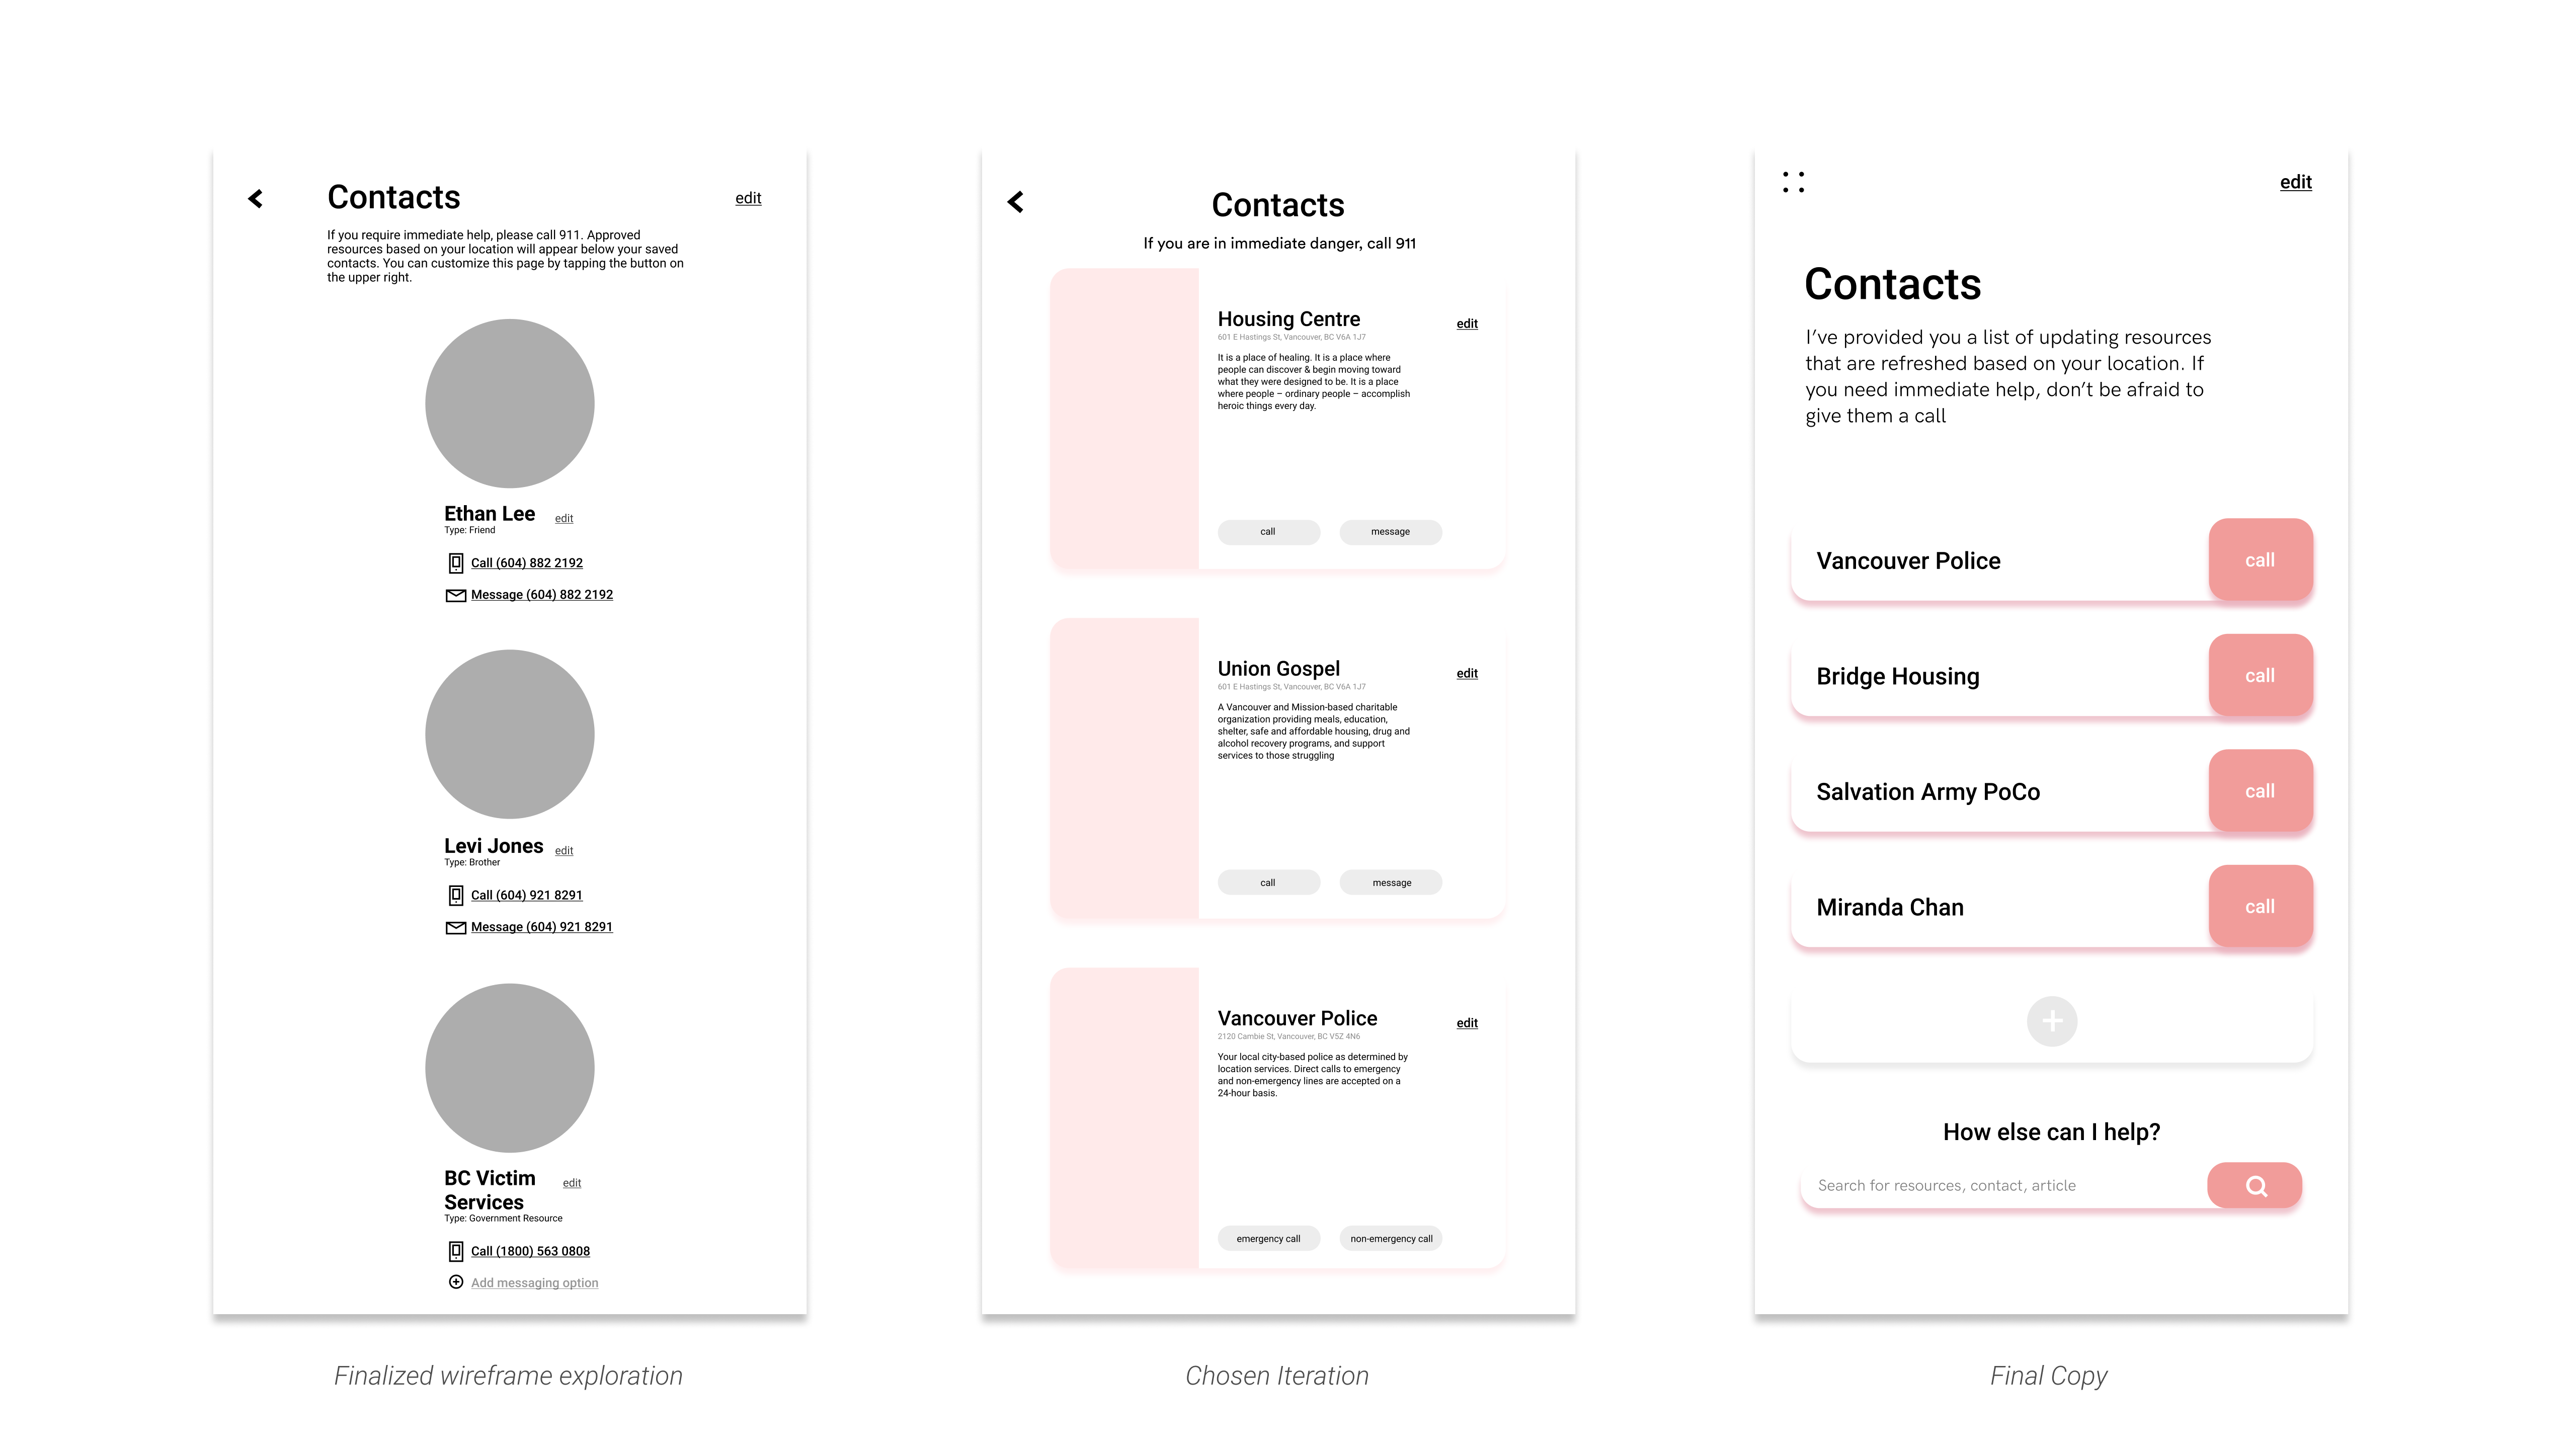 Contacts
edit
If you require immediate help, please call 911. Approved
resources based on your location will appear below your saved
contacts. You can customize this page by tapping the button on
the upper right.
Ethan Lee
edit
Type: Friend
Call (604) 882 2192
Message (604) 882 2192
Levi Jones
edit
Type: Brother
Call (604) 921 8291
Message (604) 921 8291
BC Victim
Services
edit
Type: Government Resource
Call (1800) 563 0808
Add messaging option
Finalized wireframe exploration
Contacts
If you are in immediate danger, call 911
Housing Centre
edit
601 E Hastings St, Vancouver, BC V6A 1J7
It is a place of healing. It is a place where
people can discover & begin moving toward
what they were designed to be. It is a place
where people – ordinary people – accomplish
heroic things every day.
call
message
Union Gospel
edit
601 E Hastings St, Vancouver, BC V6A 1J7
A Vancouver and Mission-based charitable
organization providing meals, education,
shelter, safe and affordable housing, drug and
alcohol recovery programs, and support
services to those struggling
call
message
Vancouver Police
edit
2120 Cambie St, Vancouver, BC V5Z 4N6
Your local city-based police as determined by
location services. Direct calls to emergency
and non-emergency lines are accepted on a
24-hour basis.
emergency call
non-emergency call
Chosen Iteration
edit
Contacts
I've provided you a list of updating resources
that are refreshed based on your location. If
you need immediate help, don't be afraid to
give them a call
Vancouver Police
call
Bridge Housing
call
Salvation Army PoCo
call
Miranda Chan
call
How else can I help?
Search for resources, contact, article
Final Copy